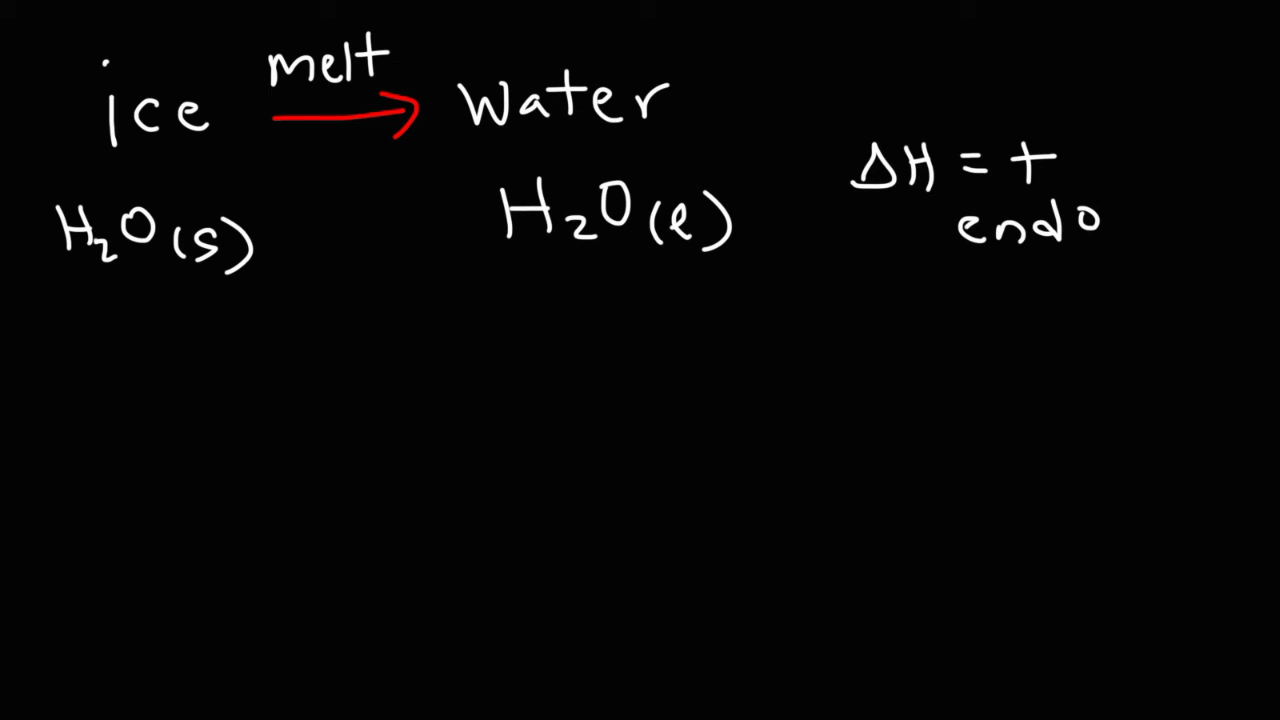 ice melt → Water
H₂O(s) H₂O(l)
ΔH = +
endo